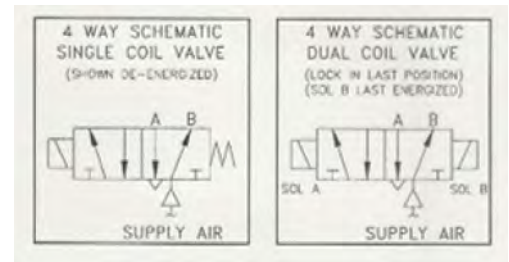 4 WAY SCHEMATIC
SINGLE COIL VALVE
(SHOWN DE-ENERGIZED)
A B
SUPPLY AIR
4 WAY SCHEMATIC
DUAL COIL VALVE
(LOCK IN LAST POSITION)
(SOL B LAST ENERGIZED)
A B
SOL A
SOL B
SUPPLY AIR